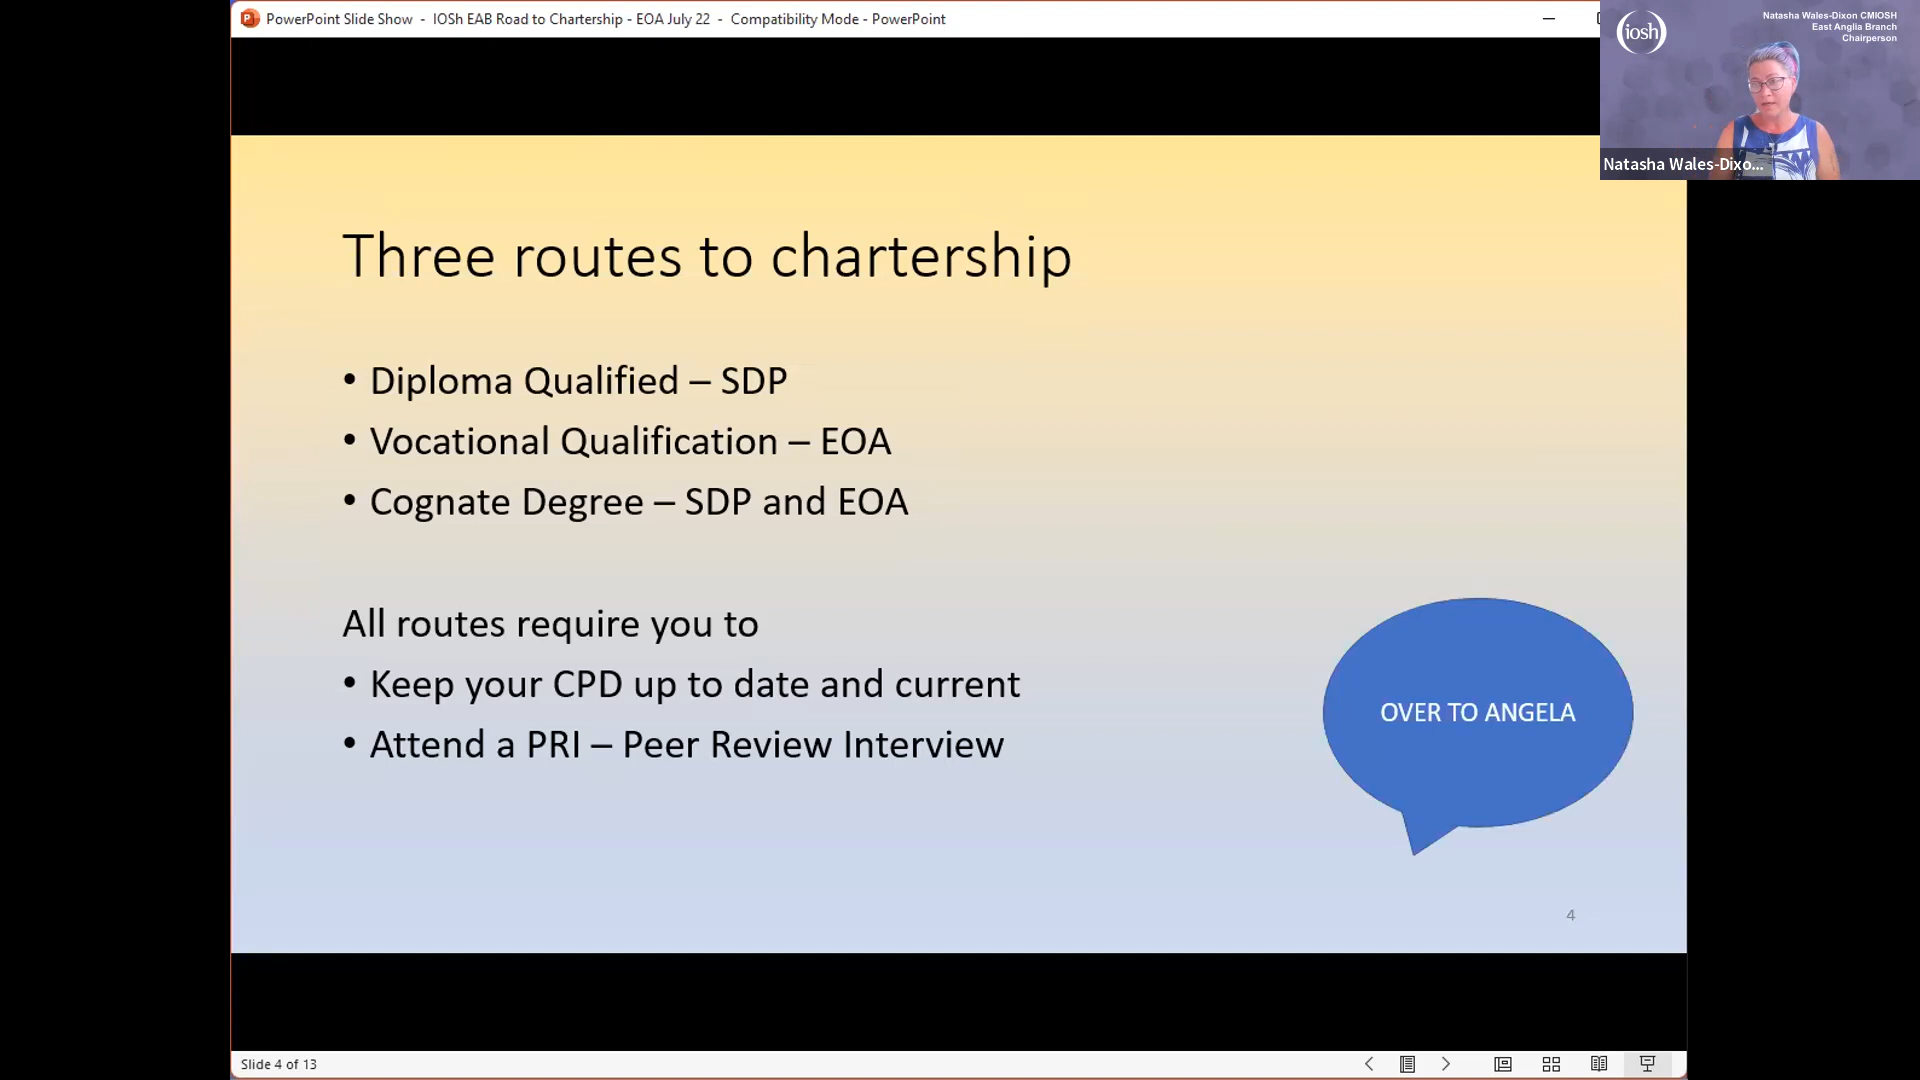 PowerPoint Slide Show - IOSh EAB Road to Chartership - EOA July 22 - Compatibility Mode - PowerPoint
iosh
Natasha Wales-Dixon CMIOSH
East Anglia Branch
Chairperson
Natasha Wales-Dixo...
Three routes to chartership
• Diploma Qualified – SDP
• Vocational Qualification – EOA
• Cognate Degree – SDP and EOA
All routes require you to
• Keep your CPD up to date and current
• Attend a PRI – Peer Review Interview
OVER TO ANGELA
4
Slide 4 of 13